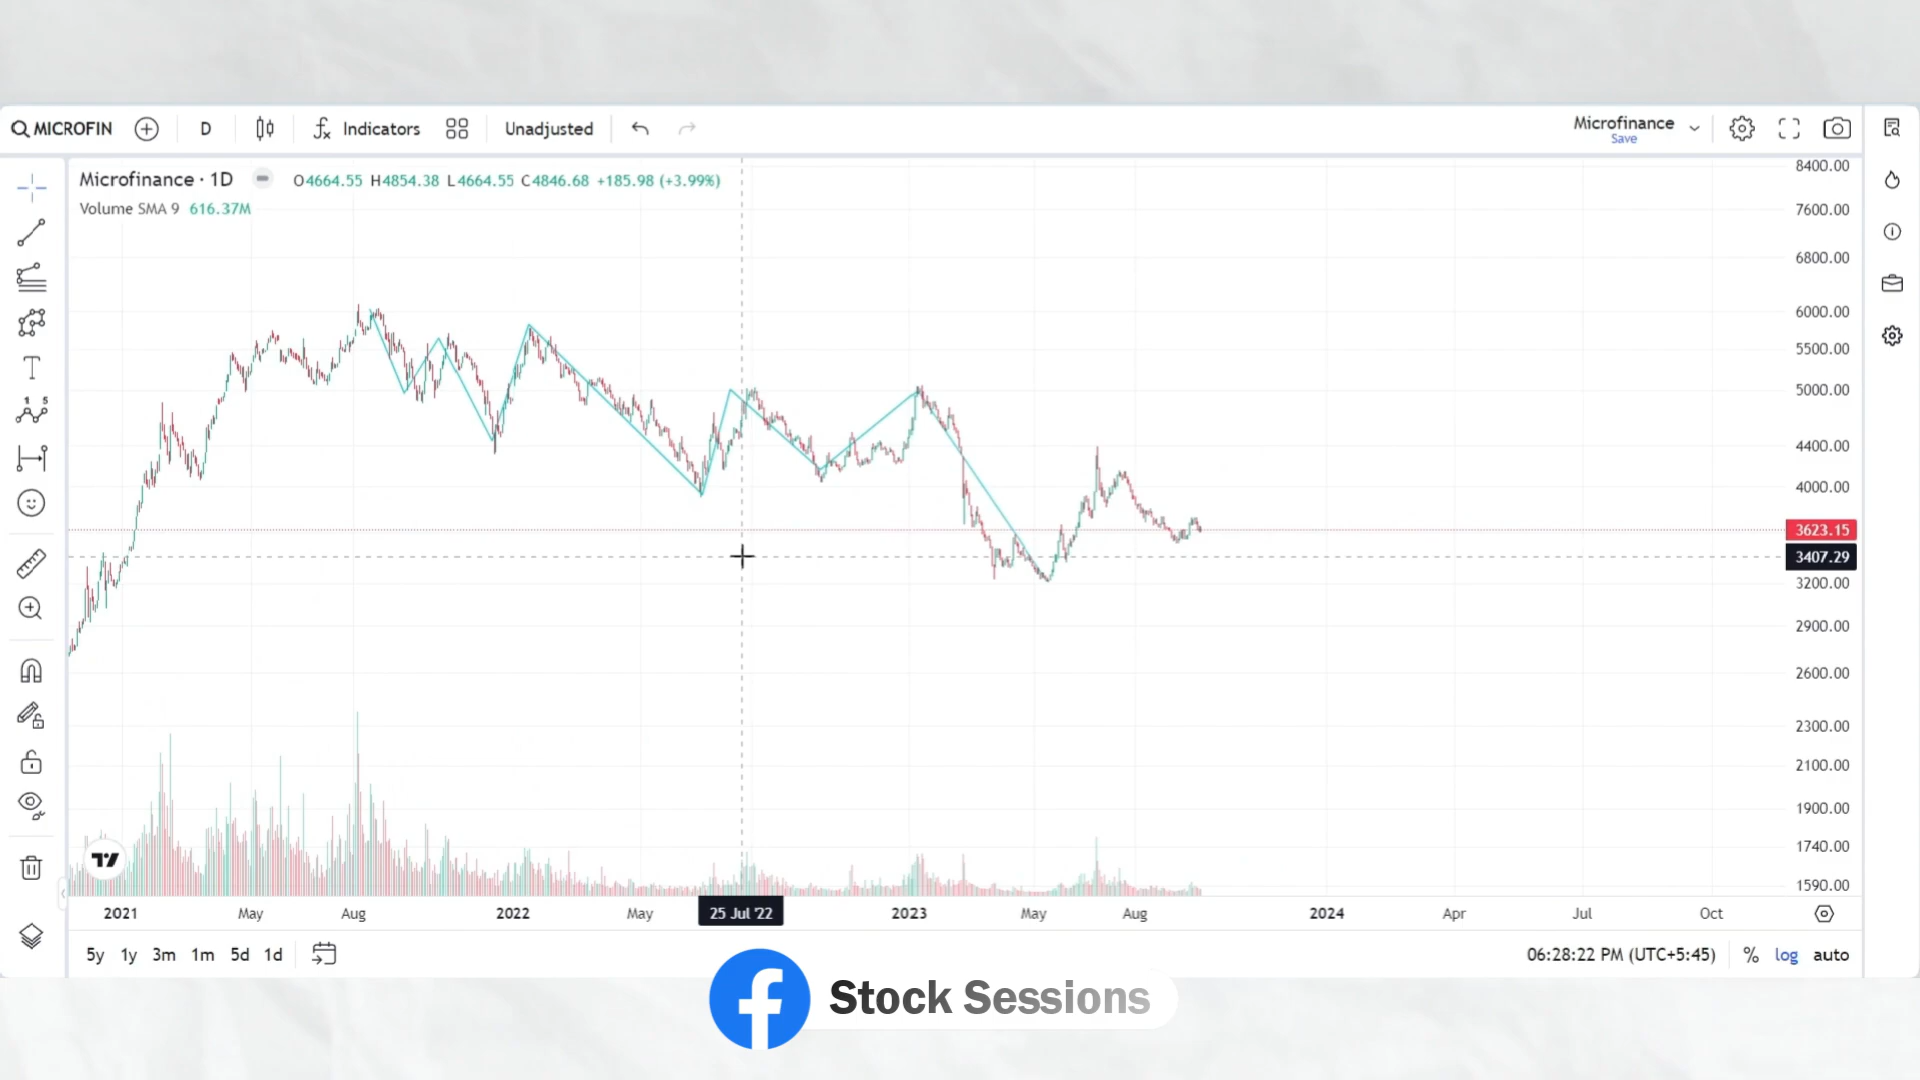 MICROFIN
D
Indicators
Unadjusted
Microfinance
Save
Microfinance · 1D
O4664.55 H4854.38 L4664.55 C4846.68 +185.98 (+3.99%)
Volume SMA 9 616.37M
8400.00
7600.00
6800.00
6000.00
5500.00
5000.00
4400.00
4000.00
3623.15
3407.29
3200.00
2900.00
2600.00
2300.00
2100.00
1900.00
1740.00
1590.00
2021 May Aug 2022 May 25 Jul '22 2023 May Aug 2024 Apr Jul Oct
5y 1y 3m 1m 5d 1d
06:28:22 PM (UTC+5:45) % log auto
Stock Sessions